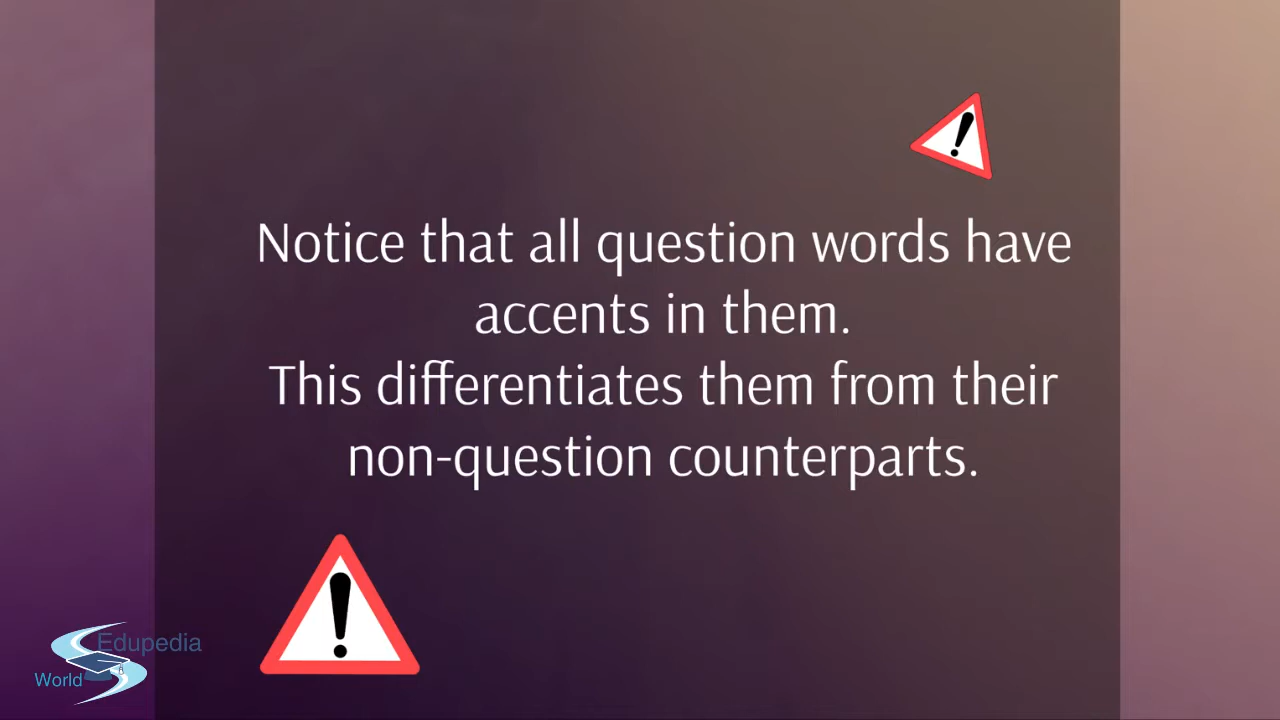 Notice that all question words have
accents in them.
This differentiates them from their
non-question counterparts.
Edupedia
World